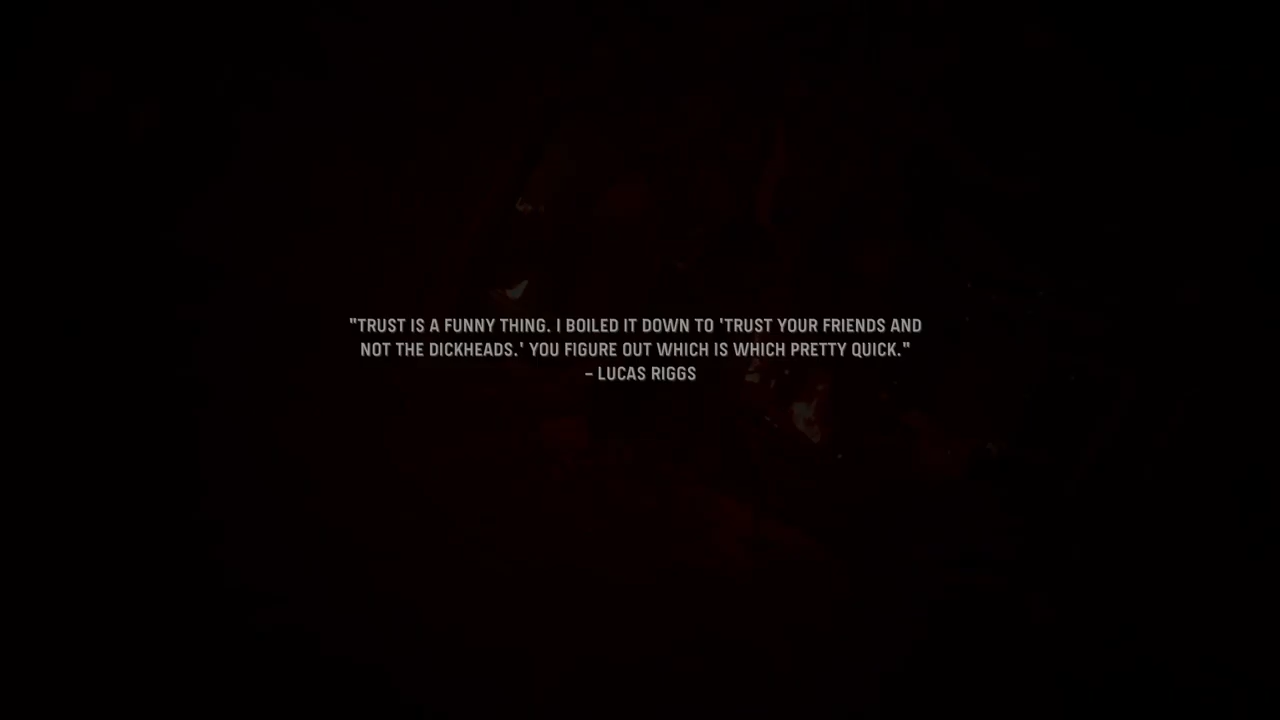 "TRUST IS A FUNNY THING. I BOILED IT DOWN TO 'TRUST YOUR FRIENDS AND
NOT THE DICKHEADS.' YOU FIGURE OUT WHICH IS WHICH PRETTY QUICK."
– LUCAS RIGGS